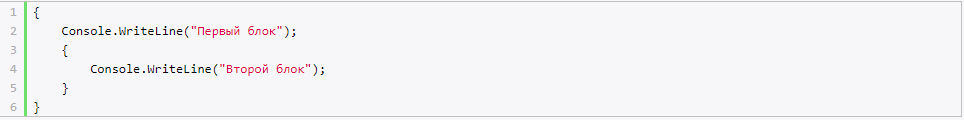 1 {
2     Console.WriteLine("Первый блок");
3     {
4         Console.WriteLine("Второй блок");
5     }
6 }